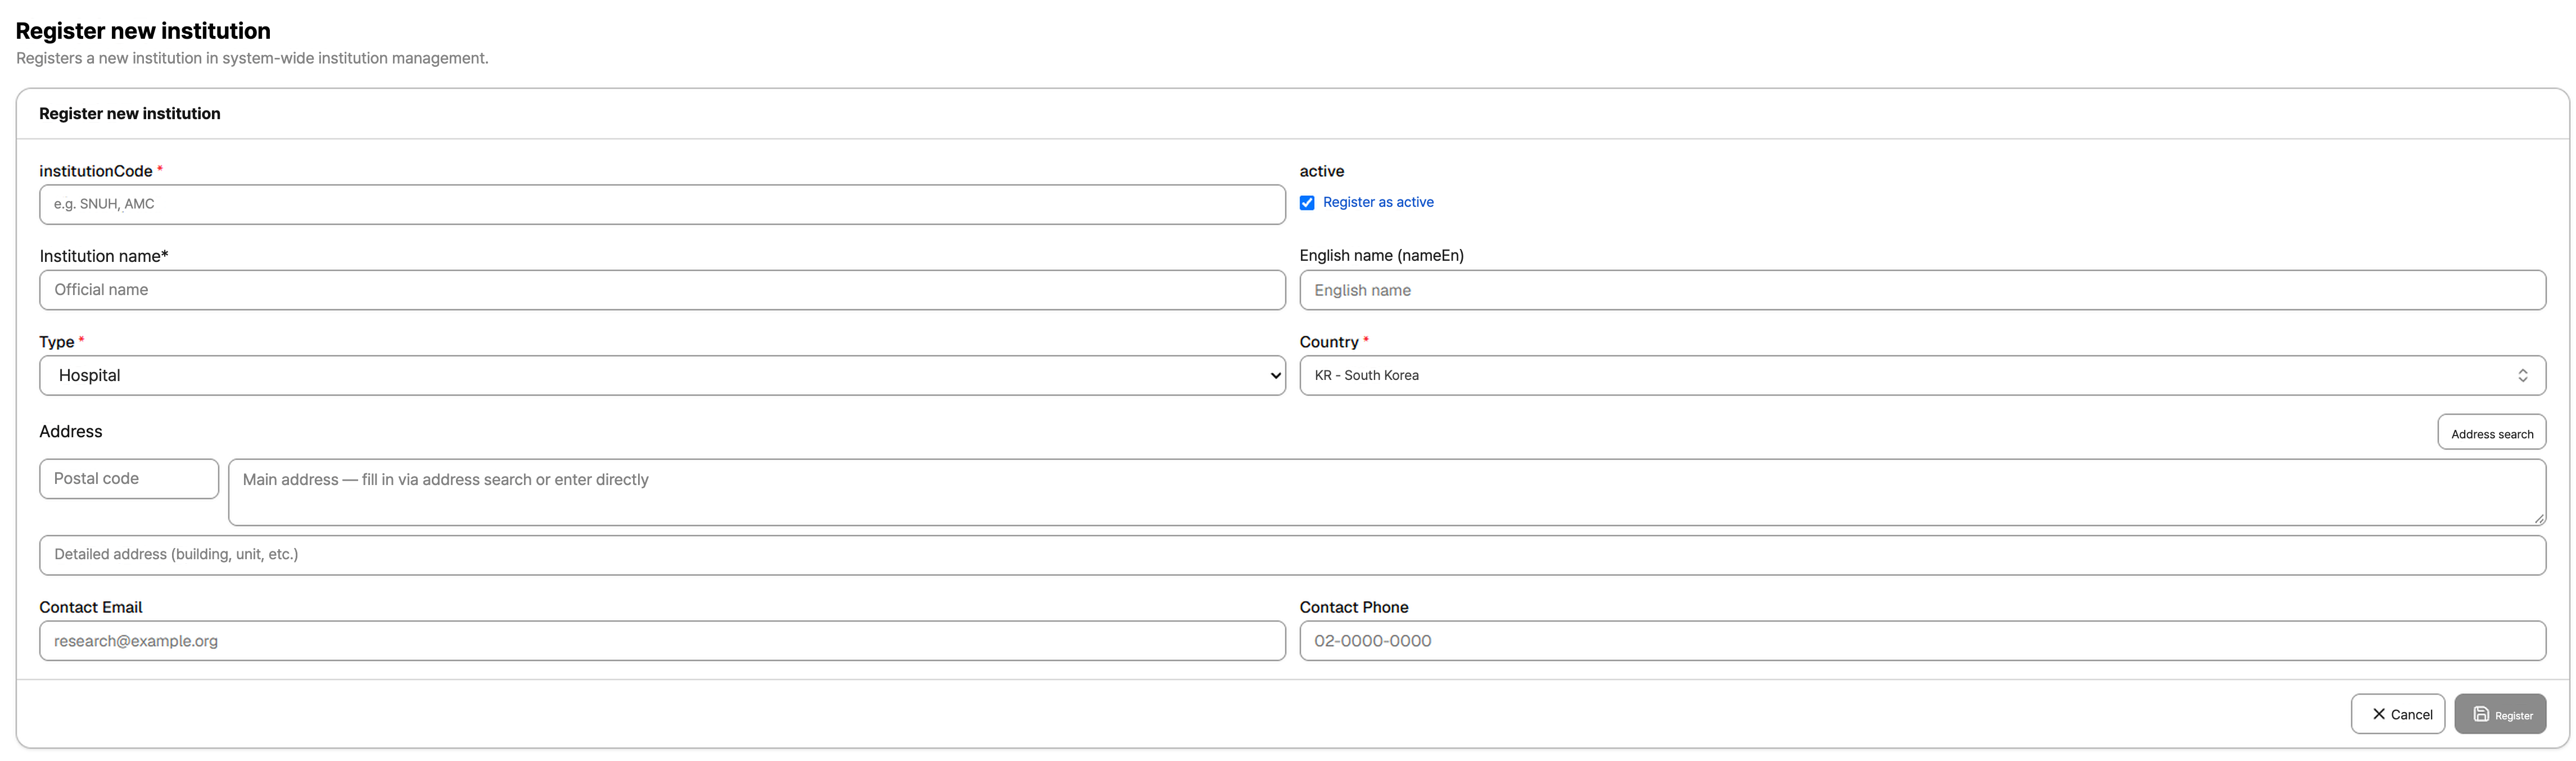 Register new institution
Registers a new institution in system-wide institution management.
Register new institution
institutionCode *
active
e.g. SNUH, AMC
Register as active
Institution name*
English name (nameEn)
Official name
English name
Type *
Country *
Hospital
KR - South Korea
Address
Address search
Postal code
Main address — fill in via address search or enter directly
Detailed address (building, unit, etc.)
Contact Email
Contact Phone
research@example.org
02-0000-0000
Cancel
Register